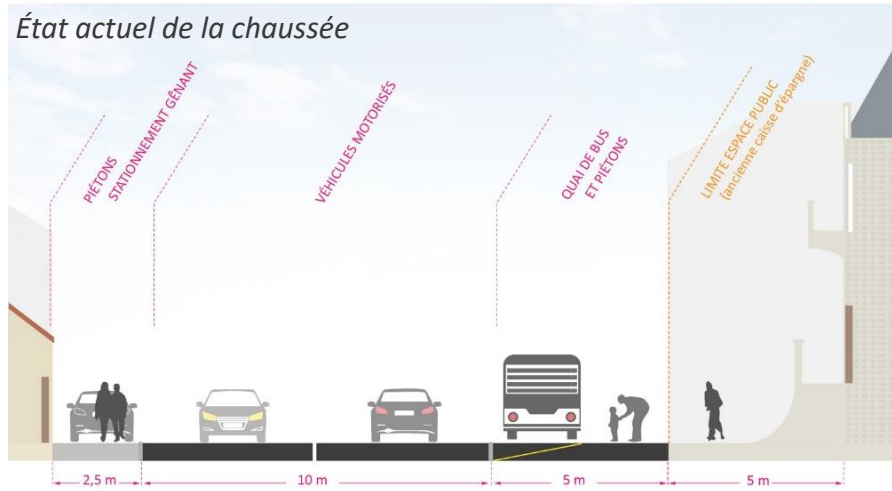 État actuel de la chaussée
PIÉTONS
STATIONNEMENT GÊNANT
VÉHICULES MOTORISÉS
QUAI DE BUS
ET PIÉTONS
LIMITE ESPACE PUBLIC
(ancienne caisse d'épargne)
2,5 m
10 m
5 m
5 m